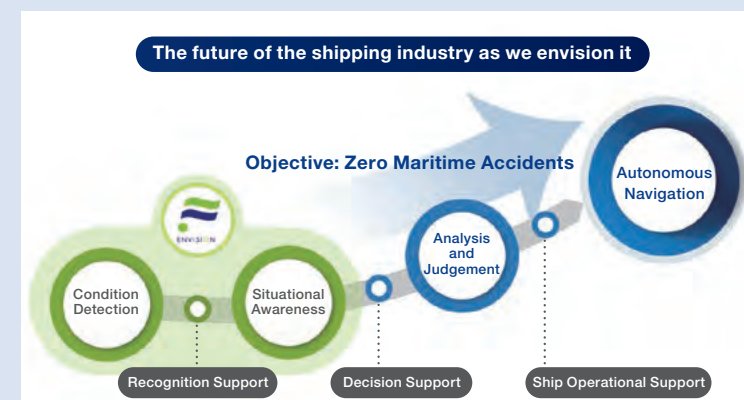 The future of the shipping industry as we envision it
Objective: Zero Maritime Accidents
Autonomous
Navigation
ENVISION
Analysis
and
Judgement
Condition
Detection
Situational
Awareness
Recognition Support
Decision Support
Ship Operational Support